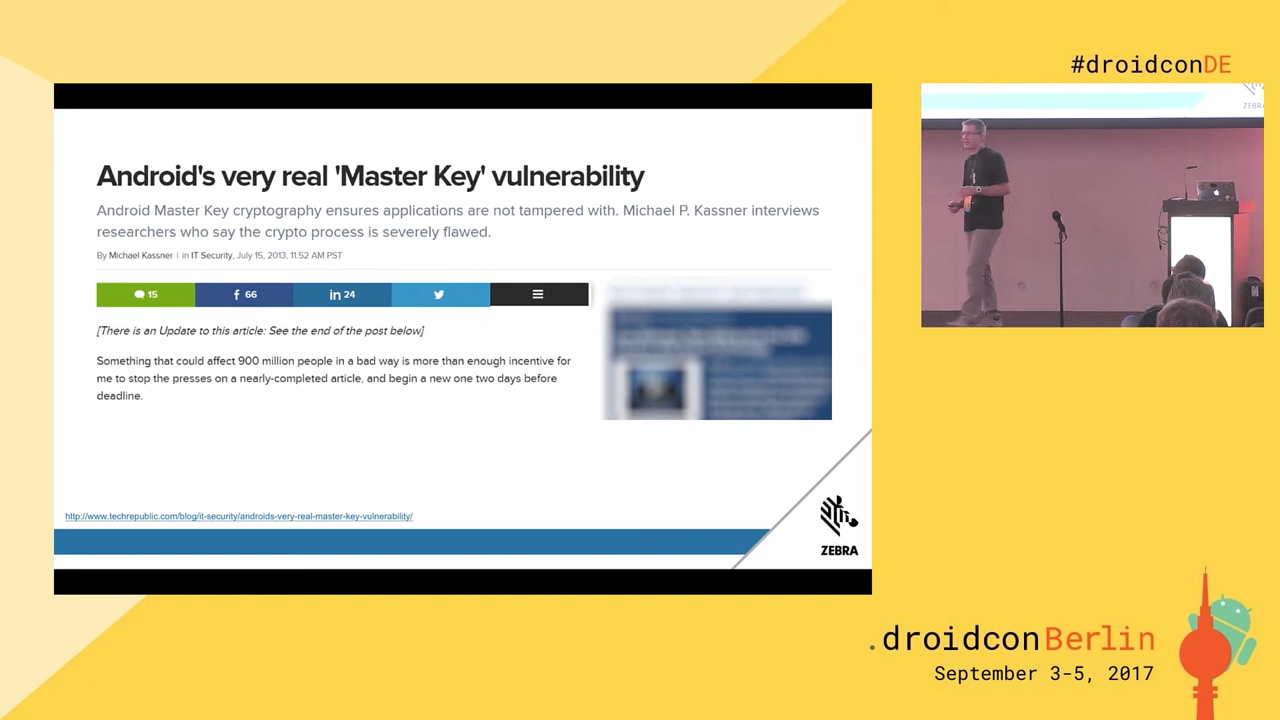 #droidconDE
Android's very real 'Master Key' vulnerability
Android Master Key cryptography ensures applications are not tampered with. Michael P. Kassner interviews
researchers who say the crypto process is severely flawed.
By Michael Kassner | in IT Security, July 15, 2013, 11:52 AM PST
15 66 24
[There is an Update to this article: See the end of the post below]
Something that could affect 900 million people in a bad way is more than enough incentive for
me to stop the presses on a nearly-completed article, and begin a new one two days before
deadline.
http://www.techrepublic.com/blog/it-security/androids-very-real-master-key-vulnerability/
ZEBRA
.droidconBerlin
September 3-5, 2017